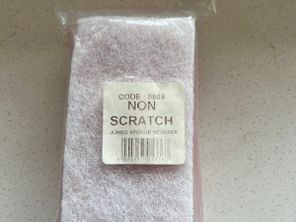 CODE : 8809
NON
SCRATCH
JUMBO SPONGE SCOURER